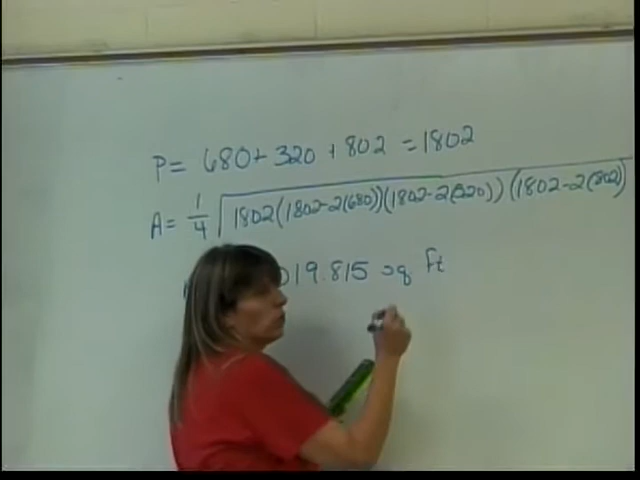 P = 680 + 320 + 802 = 1802
A = 1/4 √1802(1802-2(680))(1802-2(320))(1802-2(802))
019.815 sq ft